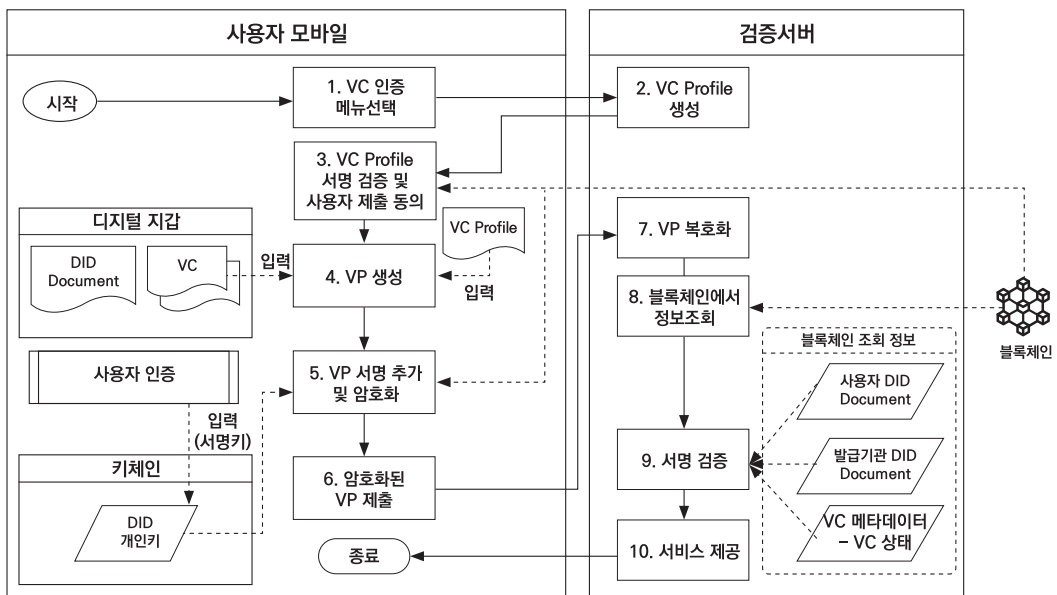 사용자 모바일
검증서버
시작
1. VC 인증
메뉴선택
2. VC Profile
생성
3. VC Profile
서명 검증 및
사용자 제출 동의
디지털 지갑
DID
Document
VC
입력
4. VP 생성
VC Profile
입력
7. VP 복호화
8. 블록체인에서
정보조회
블록체인
블록체인 조회 정보
사용자 DID
Document
발급기관 DID
Document
VC 메타데이터
– VC 상태
사용자 인증
입력
(서명키)
5. VP 서명 추가
및 암호화
키체인
DID
개인키
6. 암호화된
VP 제출
9. 서명 검증
10. 서비스 제공
종료